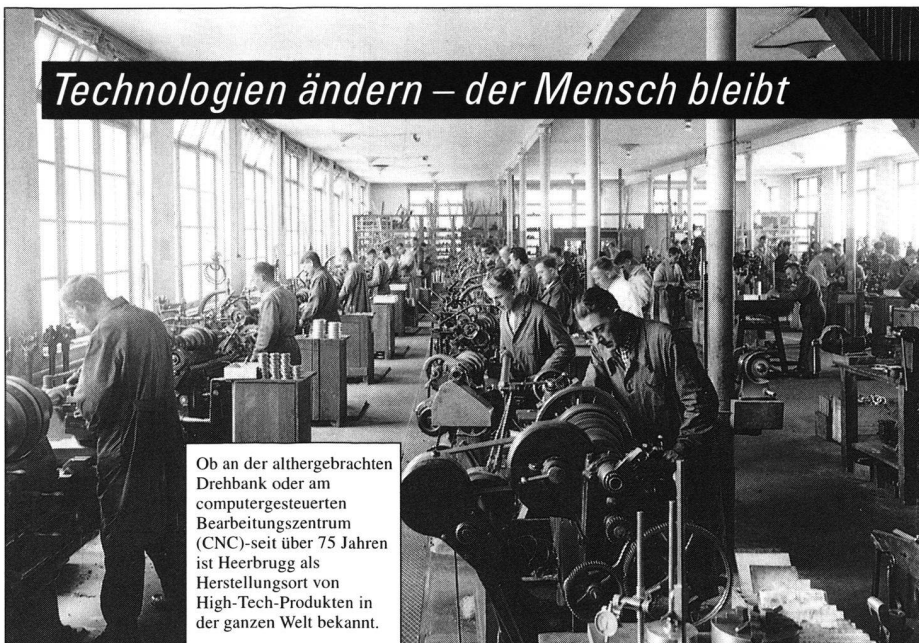 Technologien ändern – der Mensch bleibt
Ob an der althergebrachten
Drehbank oder am
computergesteuerten
Bearbeitungszentrum
(CNC)-seit über 75 Jahren
ist Heerbrugg als
Herstellungsort von
High-Tech-Produkten in
der ganzen Welt bekannt.